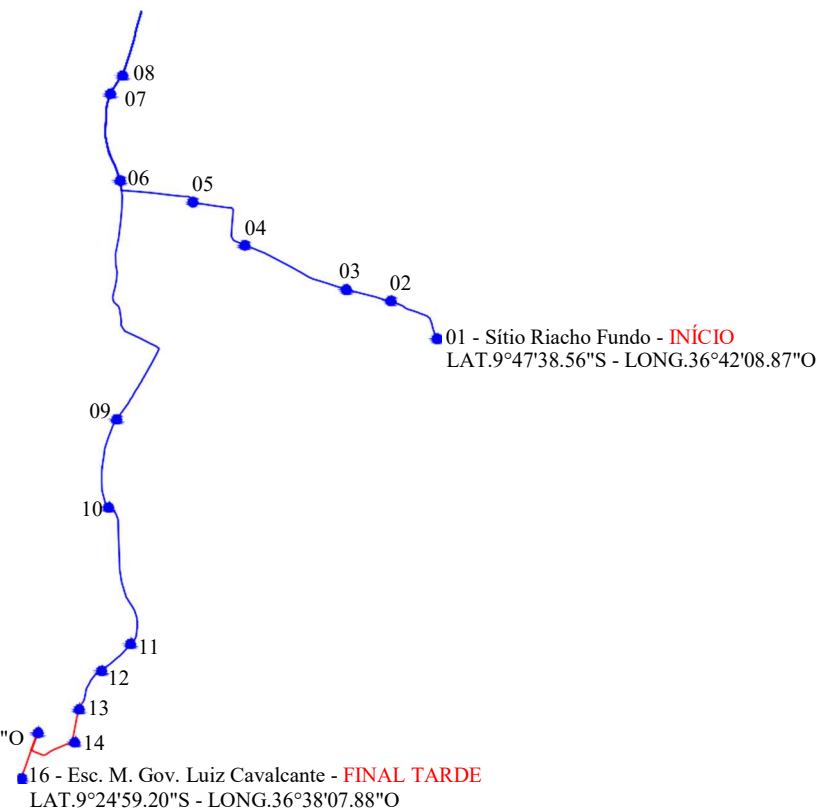 08
07
06
05
04
03
02
01 - Sítio Riacho Fundo - INÍCIO
LAT.9°47'38.56"S - LONG.36°42'08.87"O
09
10
11
12
13
"O
14
16 - Esc. M. Gov. Luiz Cavalcante - FINAL TARDE
LAT.9°24'59.20"S - LONG.36°38'07.88"O